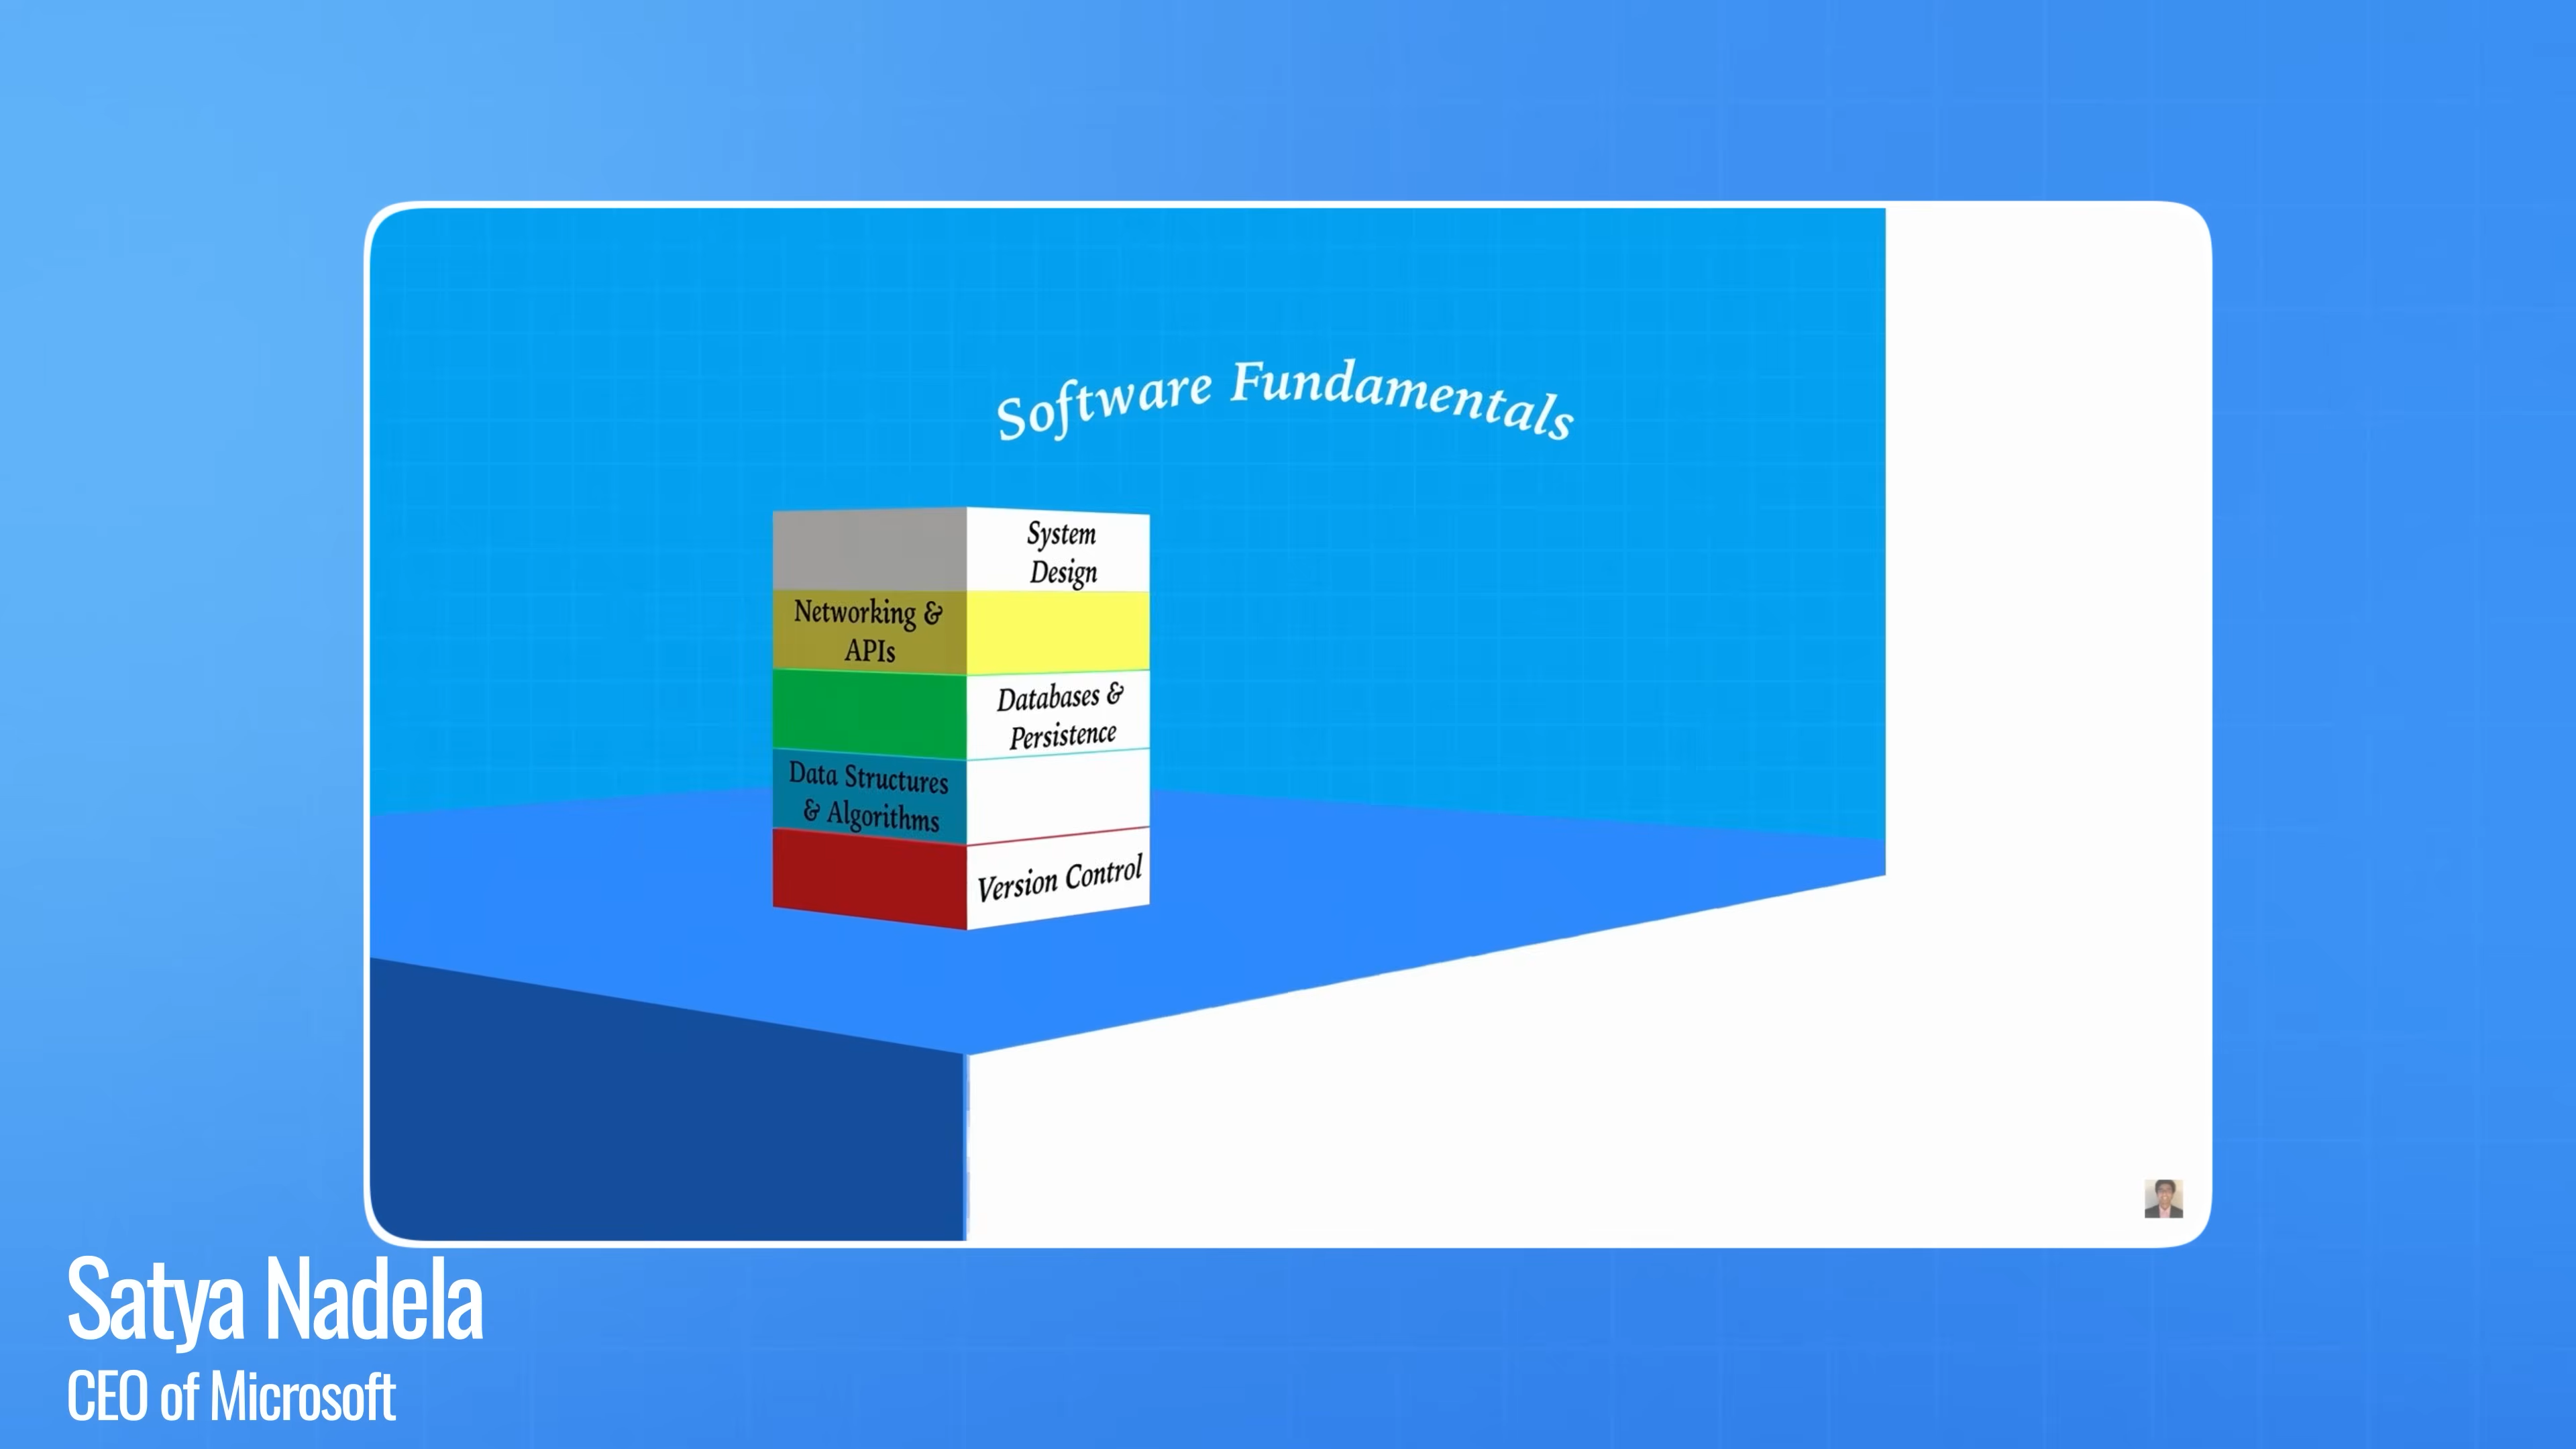 Software Fundamentals
System
Design
Networking &
APIs
Databases &
Persistence
Data Structures
& Algorithms
Version Control
Satya Nadela
CEO of Microsoft